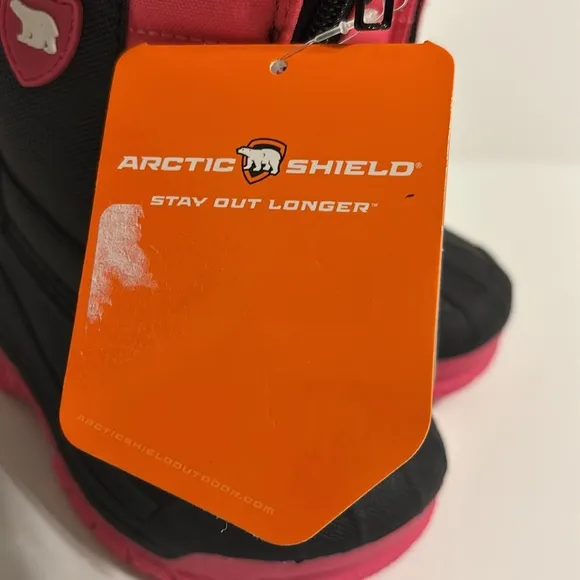 ARCTIC SHIELD®
STAY OUT LONGER™
ARCTICSHIELDOUTDOOR.COM